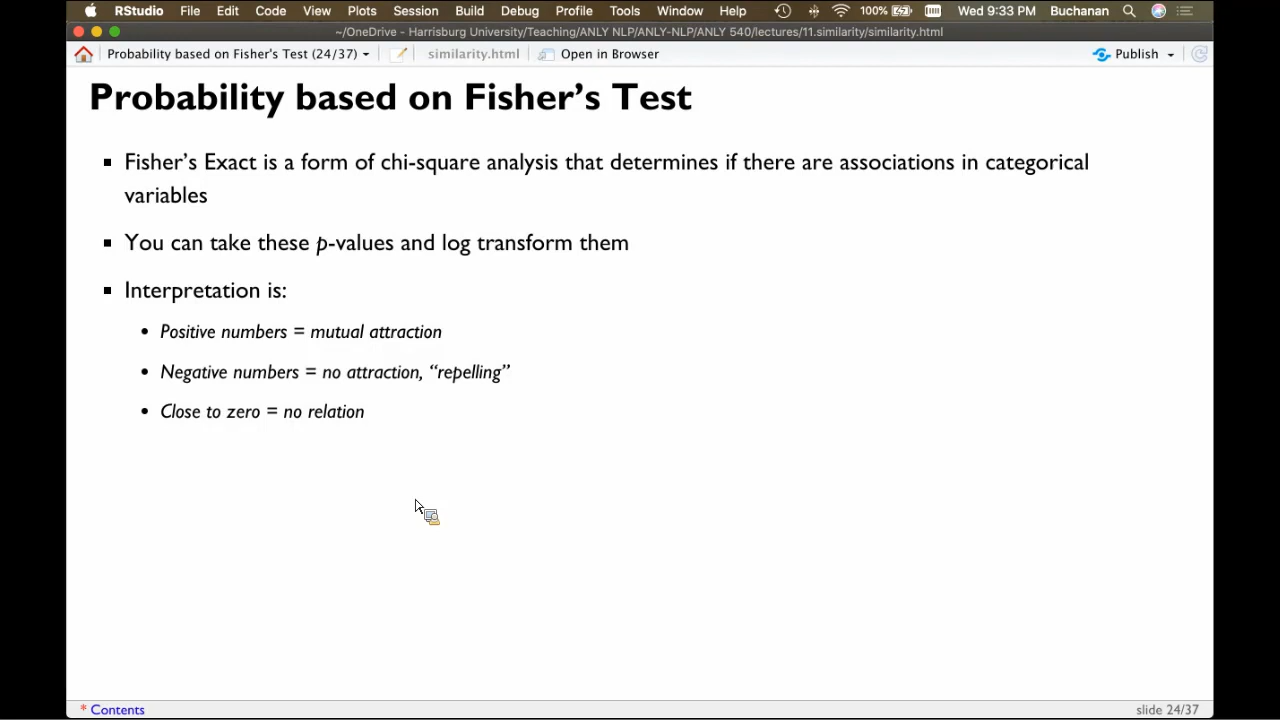 RStudio File Edit Code View Plots Session Build Debug Profile Tools Window Help 100% Wed 9:33 PM Buchanan
~/OneDrive - Harrisburg University/Teaching/ANLY NLP/ANLY-NLP/ANLY 540/lectures/11.similarity/similarity.html
Probability based on Fisher's Test (24/37) similarity.html Open in Browser Publish
Probability based on Fisher’s Test
Fisher’s Exact is a form of chi-square analysis that determines if there are associations in categorical
variables
You can take these p-values and log transform them
Interpretation is:
Positive numbers = mutual attraction
Negative numbers = no attraction, “repelling”
Close to zero = no relation
* Contents slide 24/37